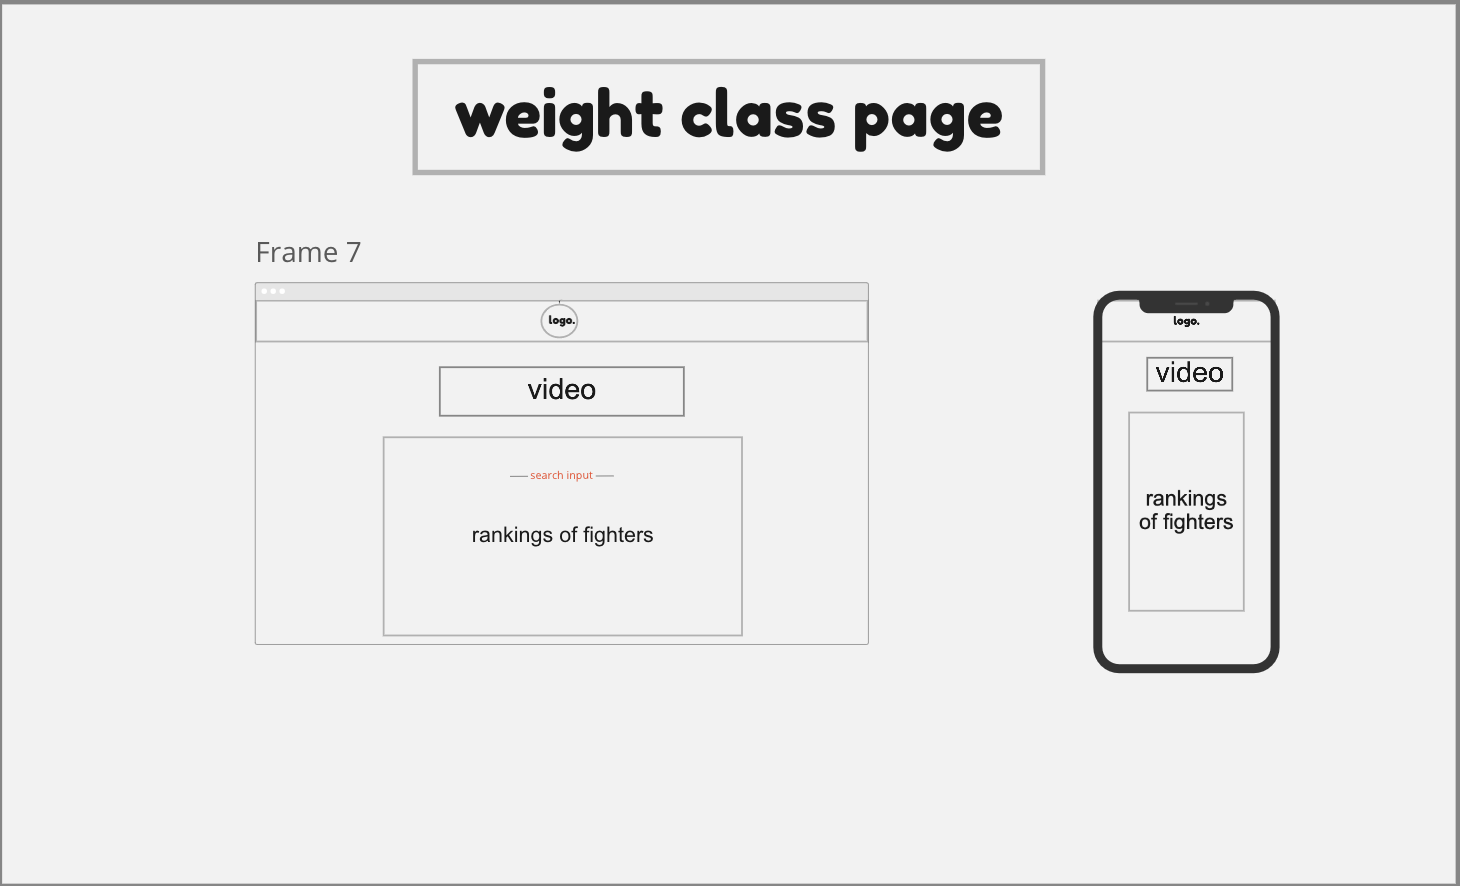 weight class page
Frame 7
logo.
video
search input
rankings of fighters
logo.
video
rankings
of fighters